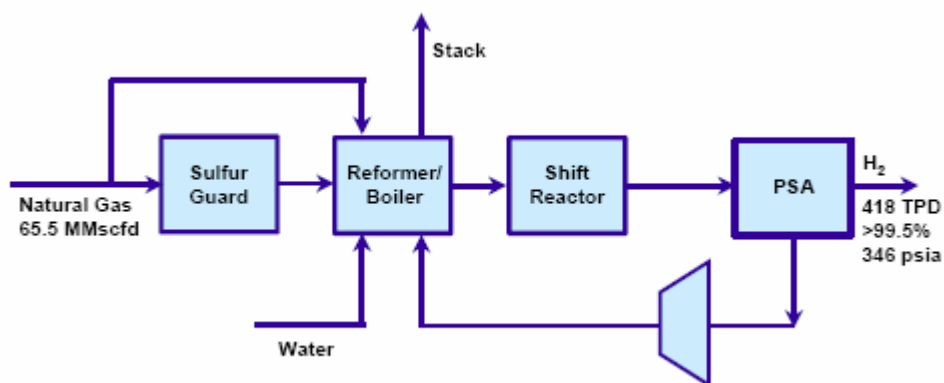 Stack
Sulfur
Guard
Reformer/
Boiler
Shift
Reactor
PSA
H₂
Natural Gas
65.5 MMscfd
418 TPD
>99.5%
346 psia
Water